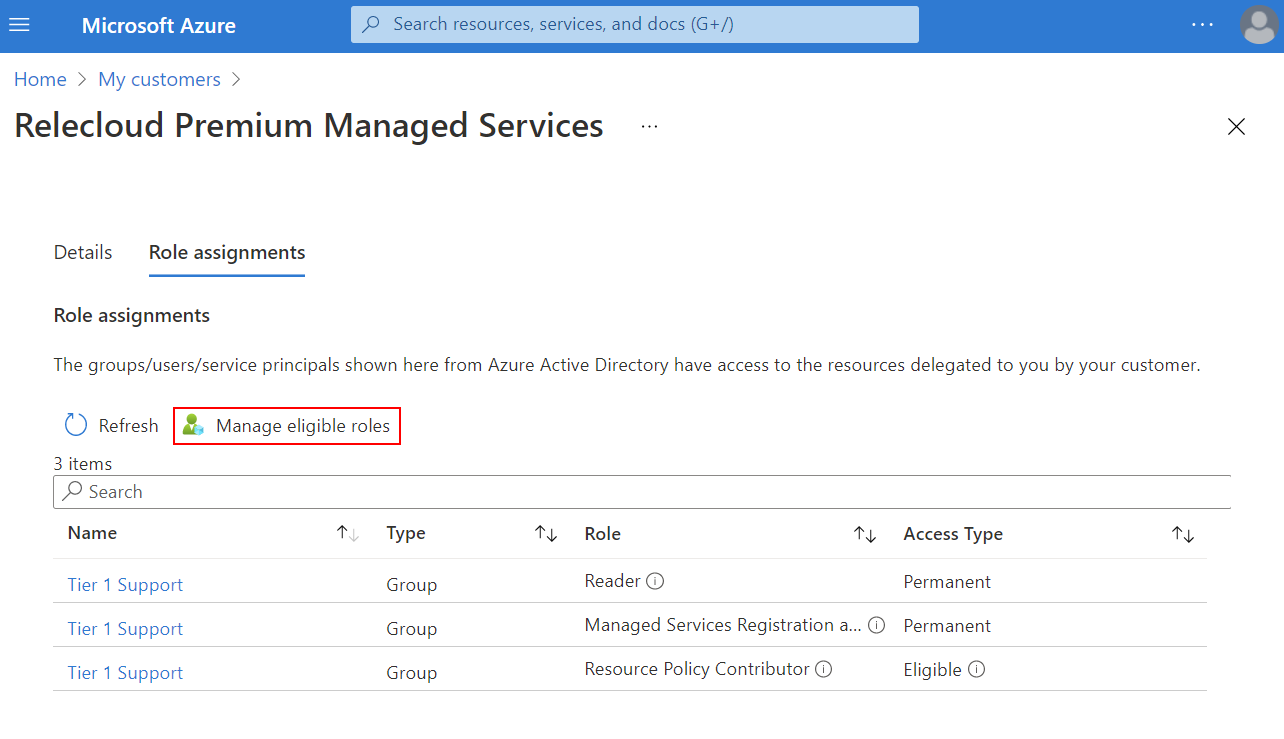 Microsoft Azure
Search resources, services, and docs (G+/)
Home > My customers >
Relecloud Premium Managed Services ...
Details Role assignments
Role assignments
The groups/users/service principals shown here from Azure Active Directory have access to the resources delegated to you by your customer.
Refresh Manage eligible roles
3 items
Search
Name Type Role Access Type
Tier 1 Support Group Reader Permanent
Tier 1 Support Group Managed Services Registration a... Permanent
Tier 1 Support Group Resource Policy Contributor Eligible